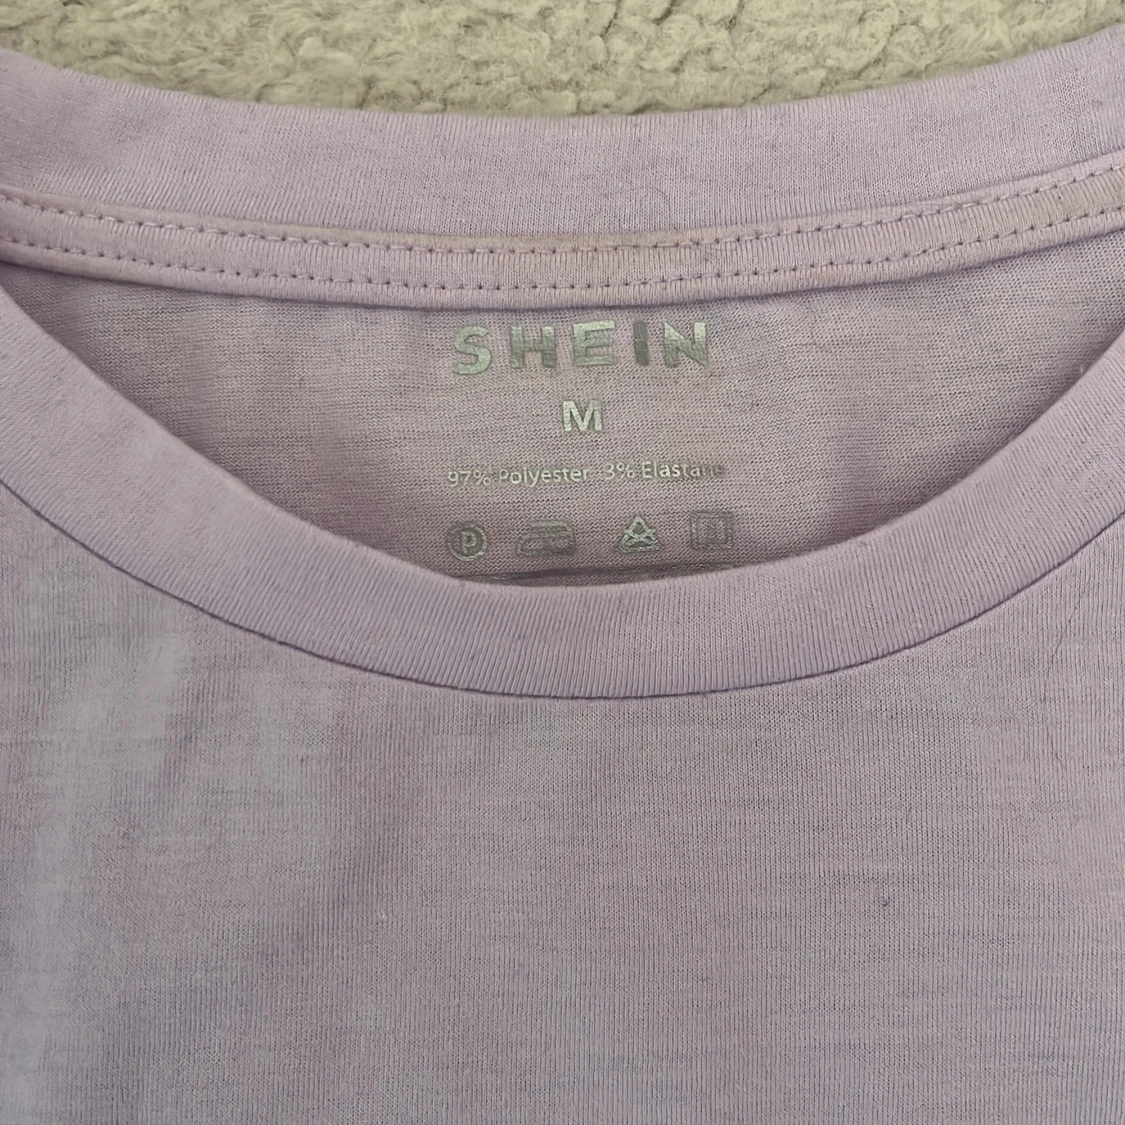 SHEIN
M
97% Polyester 3% Elastane
P